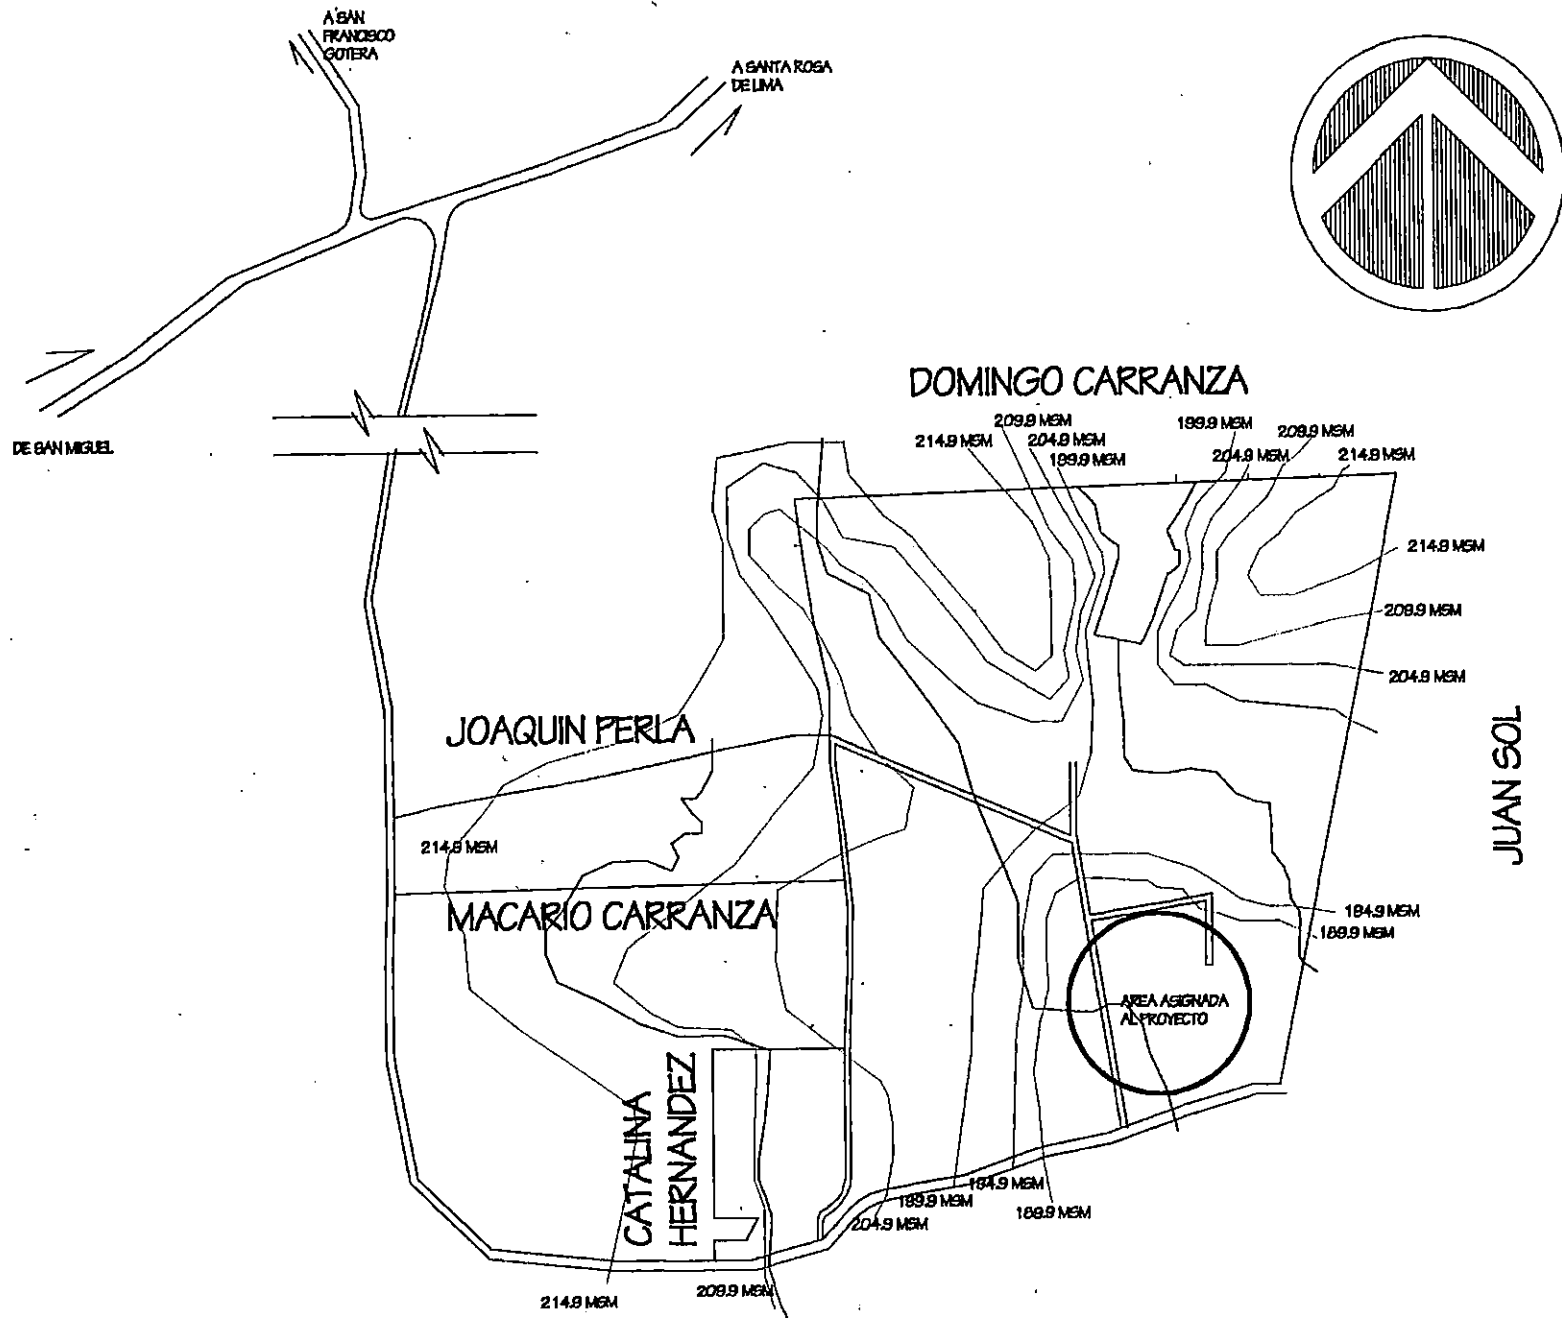 A SAN
FRANCISCO
GOTERA
A SANTA ROSA
DE LIMA
DE SAN MIGUEL
DOMINGO CARRANZA
209.9 MSM
214.9 MSM
204.9 MSM
199.9 MSM
199.9 MSM
209.9 MSM
204.9 MSM
214.9 MSM
214.9 MSM
209.9 MSM
204.9 MSM
JUAN SOL
JOAQUIN PERLA
214.9 MSM
MACARIO CARRANZA
194.9 MSM
189.9 MSM
AREA ASIGNADA
AL PROYECTO
CATALINA
HERNANDEZ
194.9 MSM
199.9 MSM
189.9 MSM
204.9 MSM
209.9 MSM
214.9 MSM